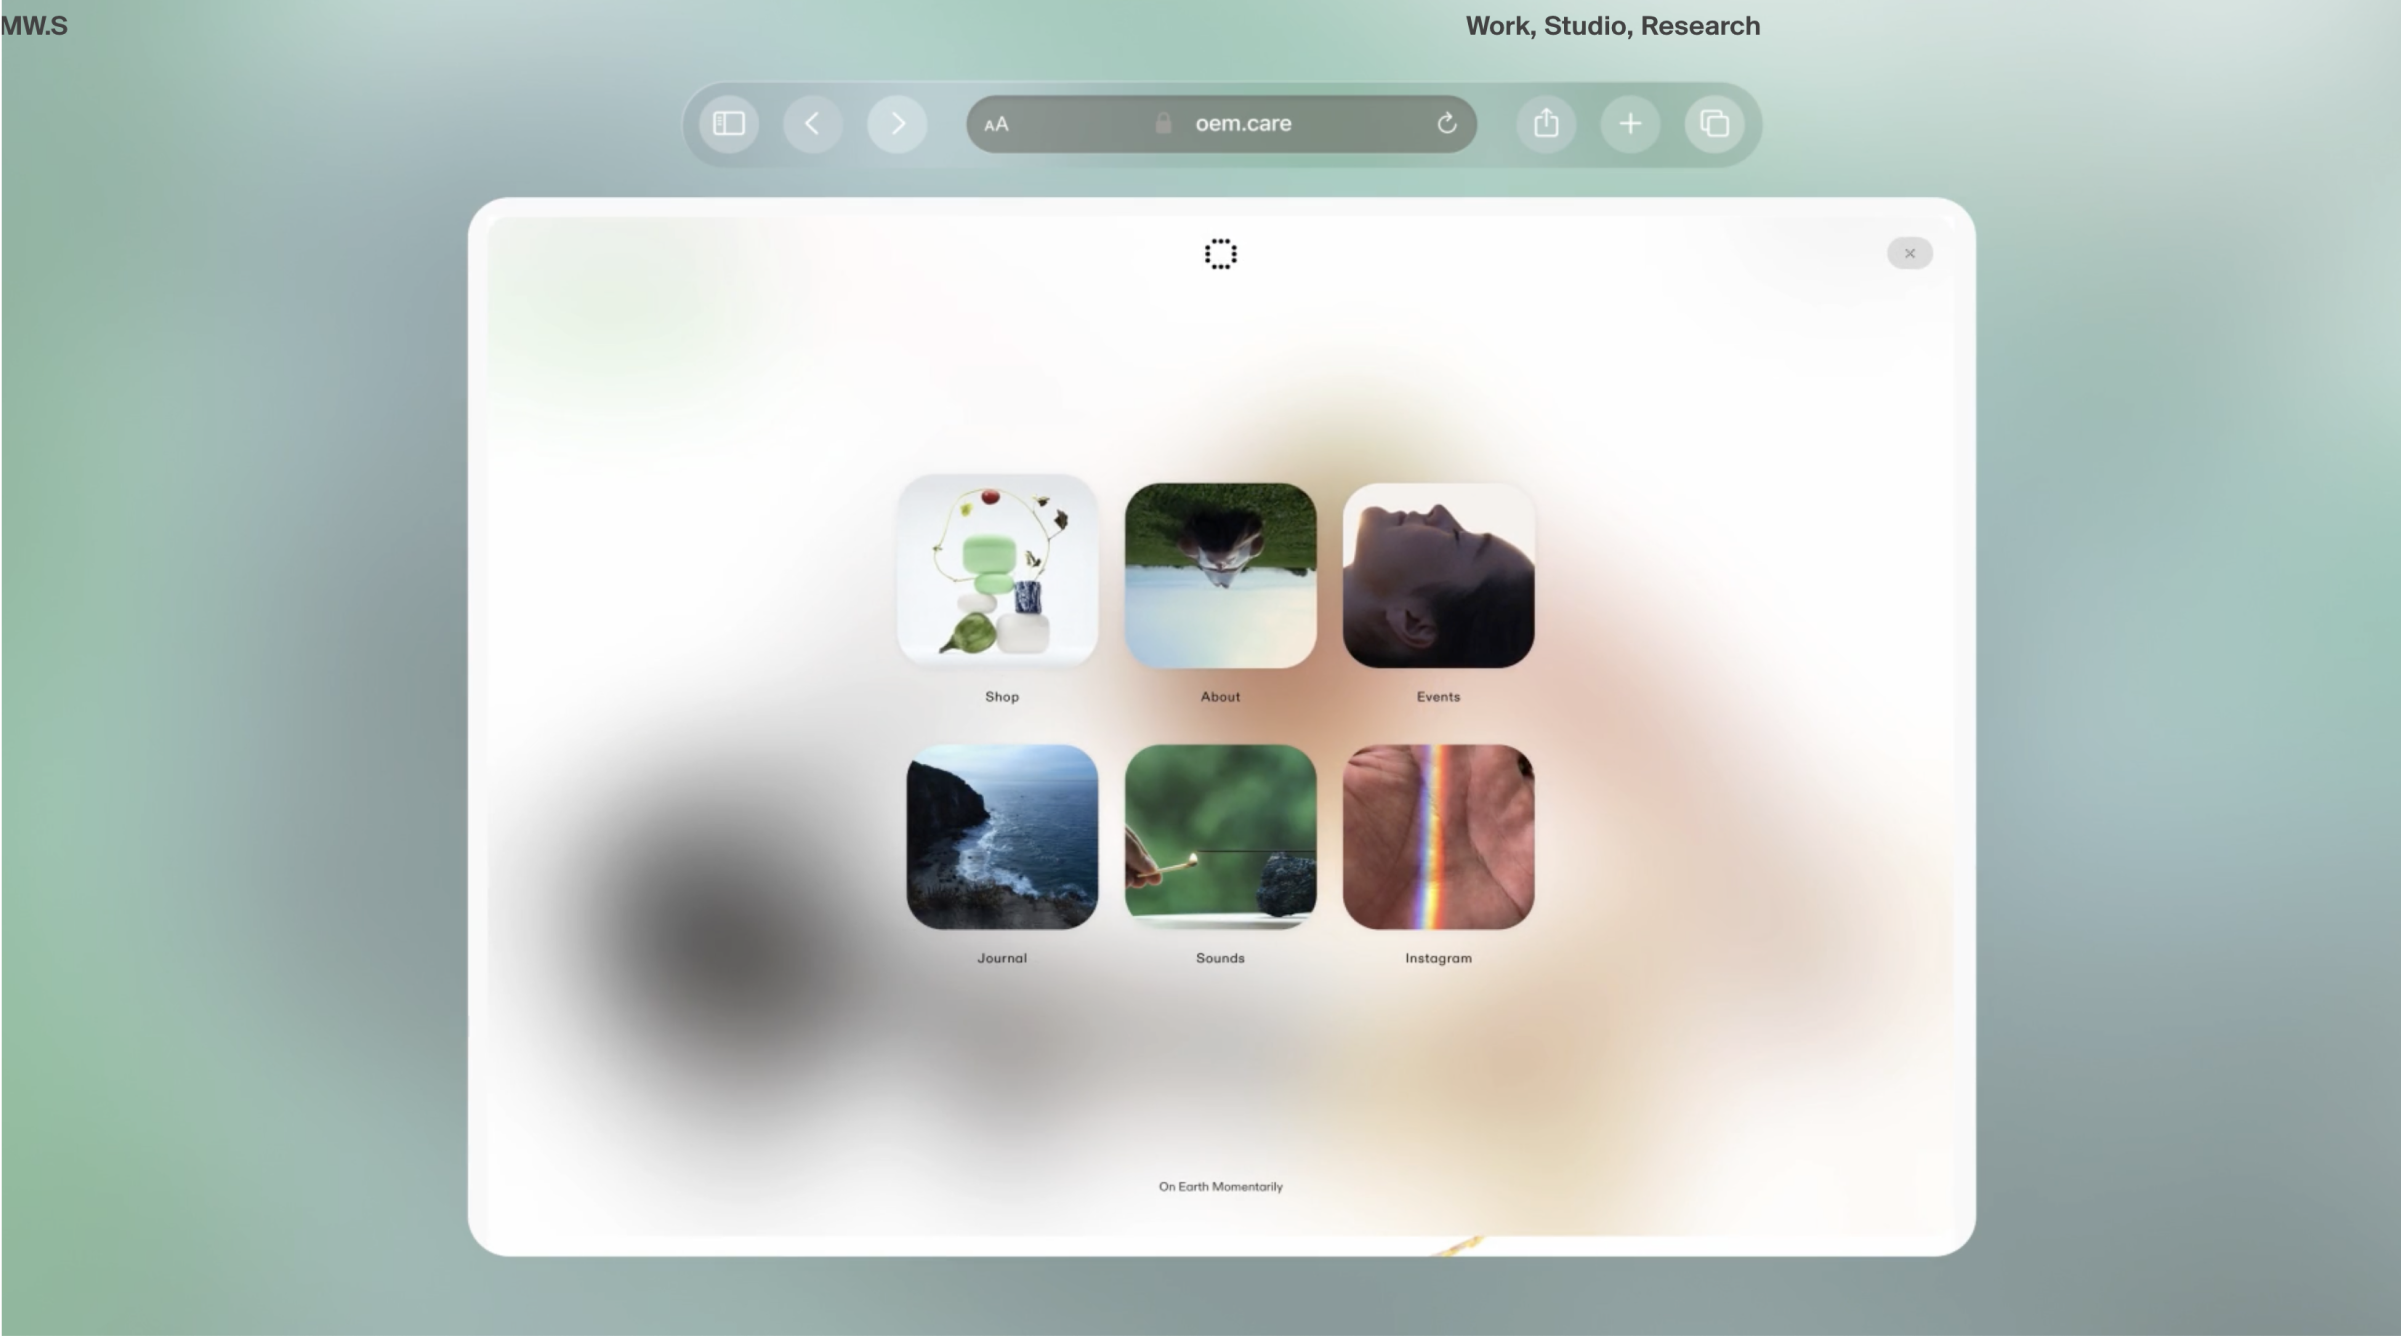 MW.S
Work, Studio, Research
AA
oem.care
Shop
About
Events
Journal
Sounds
Instagram
On Earth Momentarily